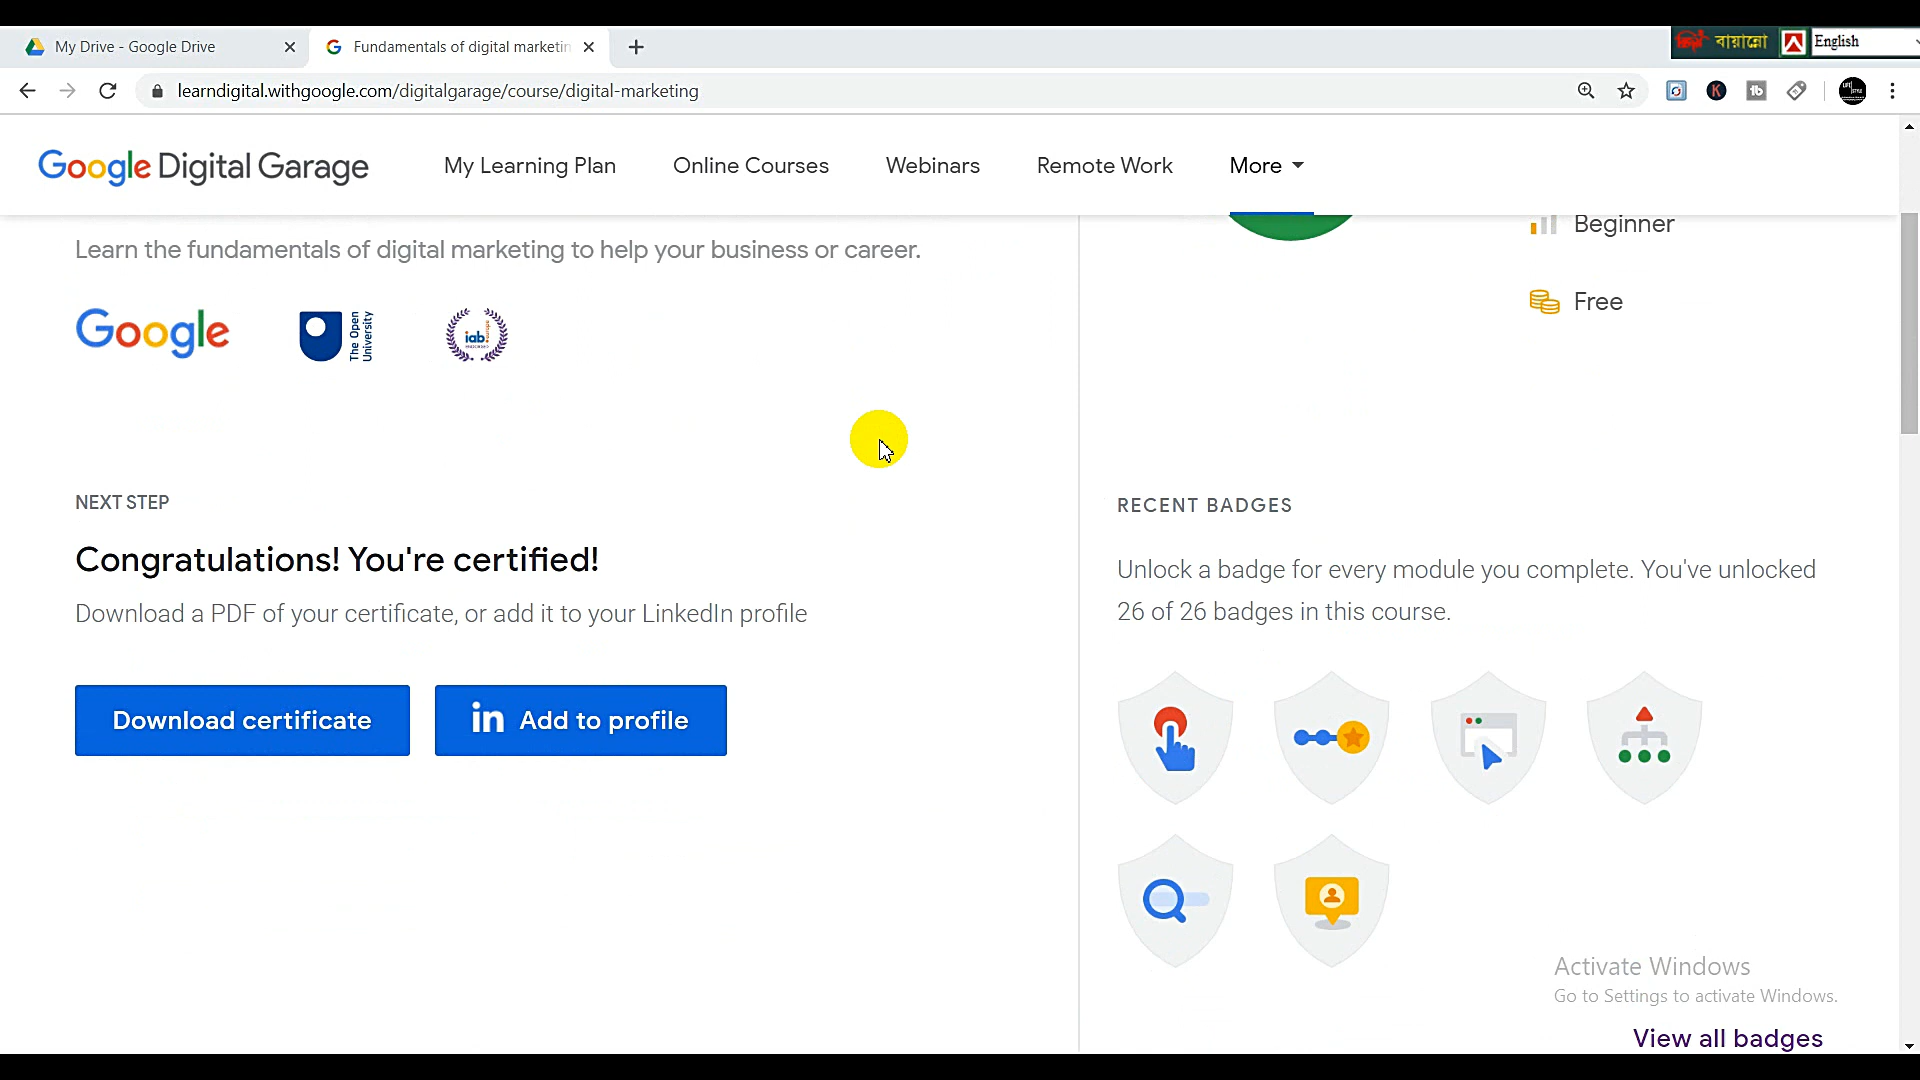 My Drive - Google Drive
Fundamentals of digital marketin
বায়ান্নো
English
learndigital.withgoogle.com/digitalgarage/course/digital-marketing
Google Digital Garage
My Learning Plan
Online Courses
Webinars
Remote Work
More
Learn the fundamentals of digital marketing to help your business or career.
Beginner
Free
Google
The Open
University
iab
NEXT STEP
Congratulations! You're certified!
Download a PDF of your certificate, or add it to your LinkedIn profile
Download certificate
in Add to profile
RECENT BADGES
Unlock a badge for every module you complete. You've unlocked
26 of 26 badges in this course.
Activate Windows
Go to Settings to activate Windows.
View all badges